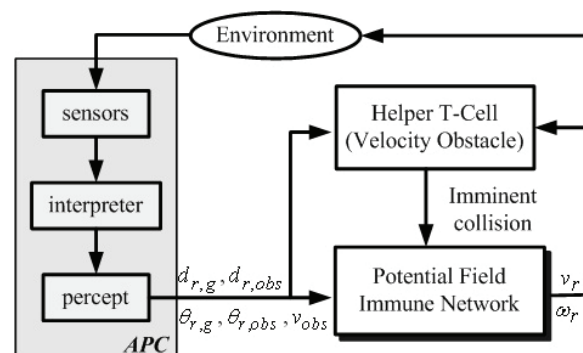 Environment
sensors
interpreter
percept
APC
Helper T-Cell
(Velocity Obstacle)
Imminent
collision
Potential Field
Immune Network
d_{r,g}, d_{r,obs}
θ_{r,g}, θ_{r,obs}, v_{obs}
v_r
ω_r